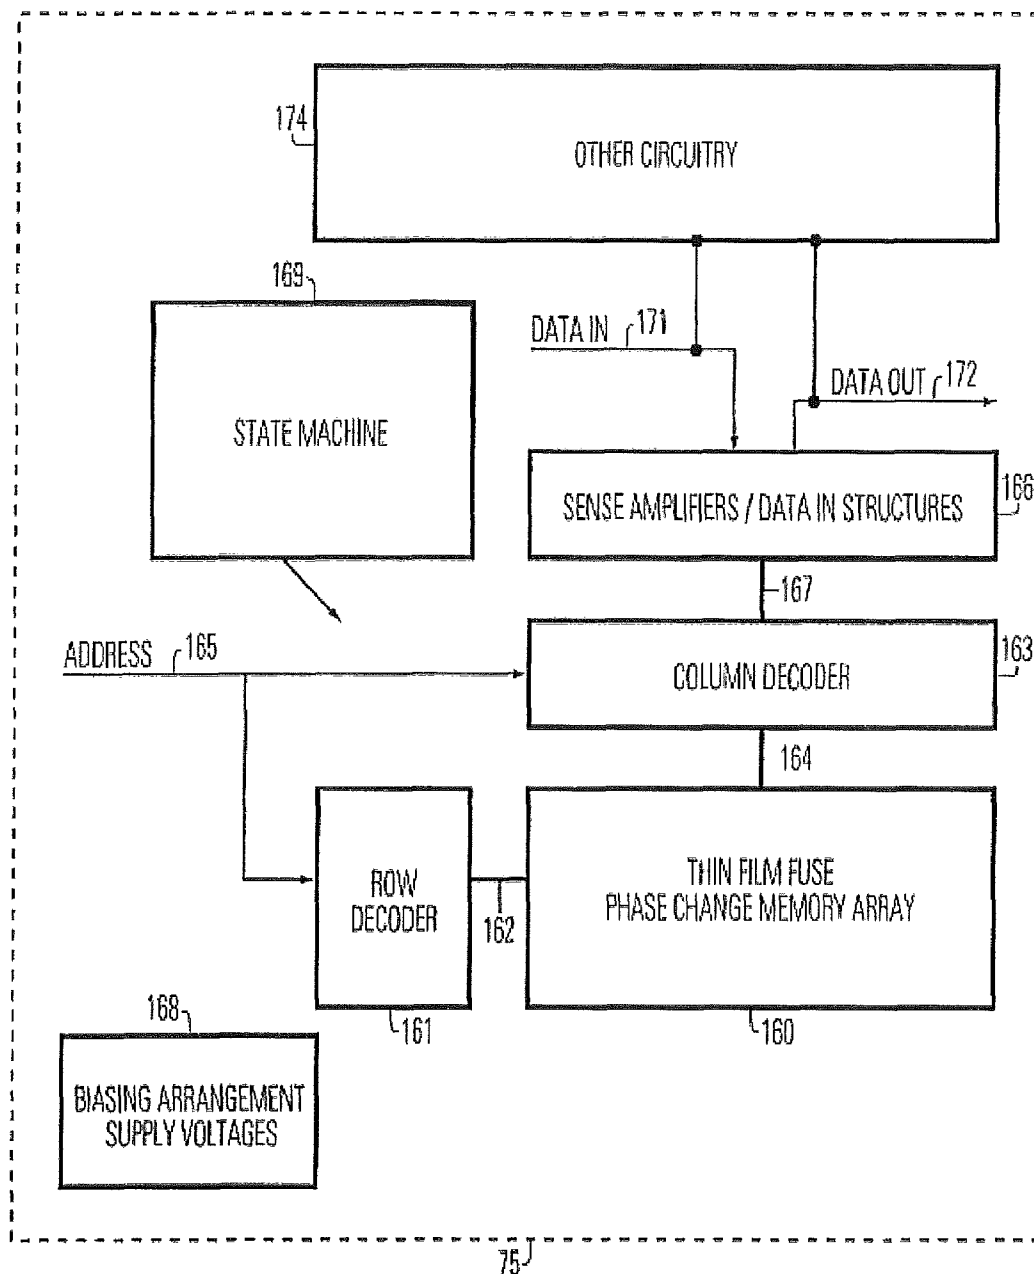 174
OTHER CIRCUITRY
169
STATE MACHINE
DATA IN
171
DATA OUT
172
SENSE AMPLIFIERS / DATA IN STRUCTURES
166
167
ADDRESS
165
COLUMN DECODER
163
164
ROW
DECODER
161
162
THIN FILM FUSE
PHASE CHANGE MEMORY ARRAY
160
168
BIASING ARRANGEMENT
SUPPLY VOLTAGES
75